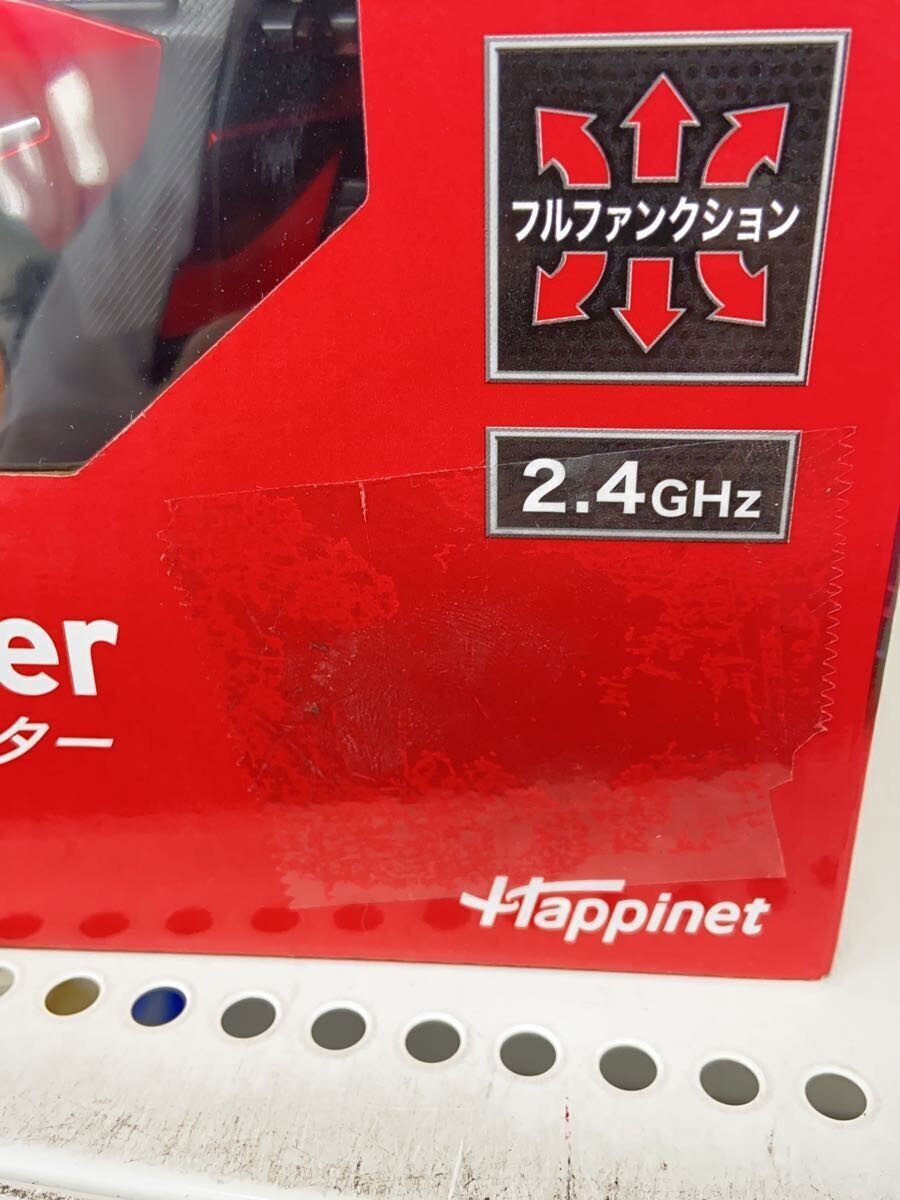 フルファンクション
2.4GHz
er
ター
Happinet